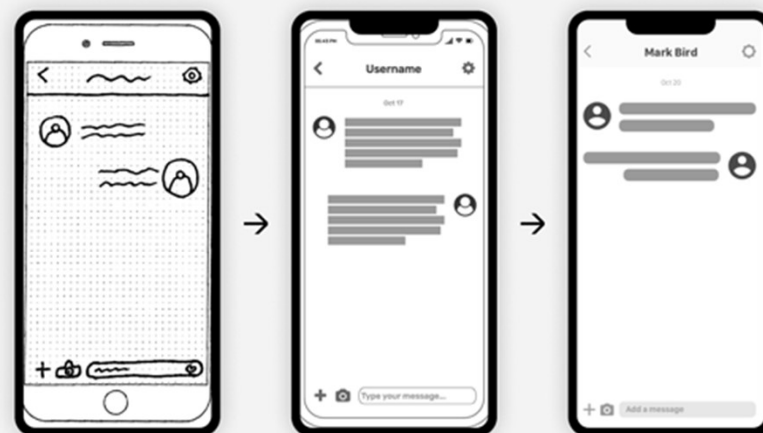 Username
Oct 17
Type your message...
Mark Bird
Oct 20
Add a message